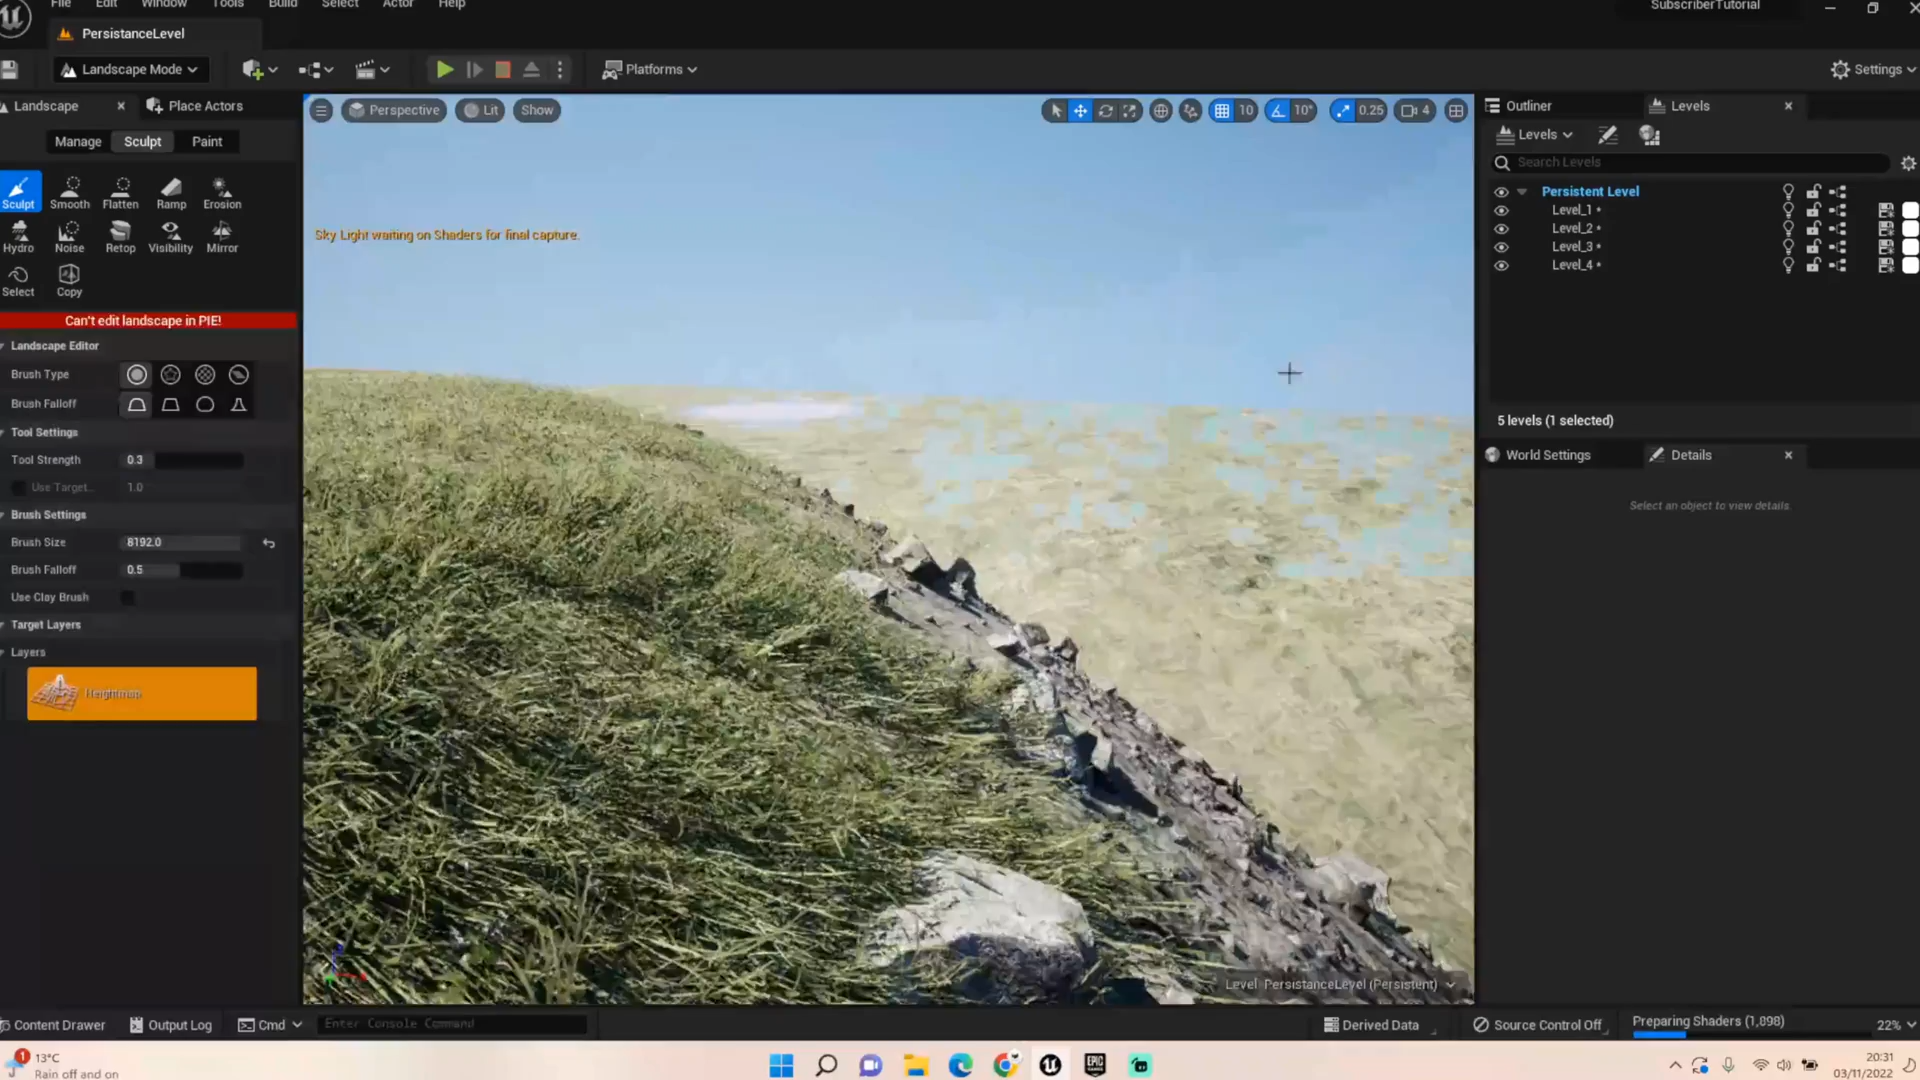 File Edit Window Tools Build Select Actor Help
SubscriberTutorial
PersistanceLevel
Landscape Mode
Platforms
Settings
Landscape
Place Actors
Perspective
Lit
Show
10
10°
0.25
4
Outliner
Levels
Manage
Sculpt
Paint
Levels
Search Levels
Sculpt
Smooth
Flatten
Ramp
Erosion
Persistent Level
Level_1 •
Level_2 •
Level_3 •
Level_4 •
Hydro
Noise
Retop
Visibility
Mirror
Sky Light waiting on Shaders for final capture.
Select
Copy
Can't edit landscape in PIE!
Landscape Editor
Brush Type
Brush Falloff
5 levels (1 selected)
Tool Settings
World Settings
Details
Tool Strength
0.3
Use Target..
1.0
Select an object to view details.
Brush Settings
Brush Size
8192.0
Brush Falloff
0.5
Use Clay Brush
Target Layers
Layers
Heightmap
Level: PersistanceLevel (Persistent)
Content Drawer
Output Log
Cmd
Enter Console Command
Derived Data
Source Control Off
Preparing Shaders (1,898)
22%
1
13°C
Rain off and on
EPIC
GAMES
20:31
03/11/2022